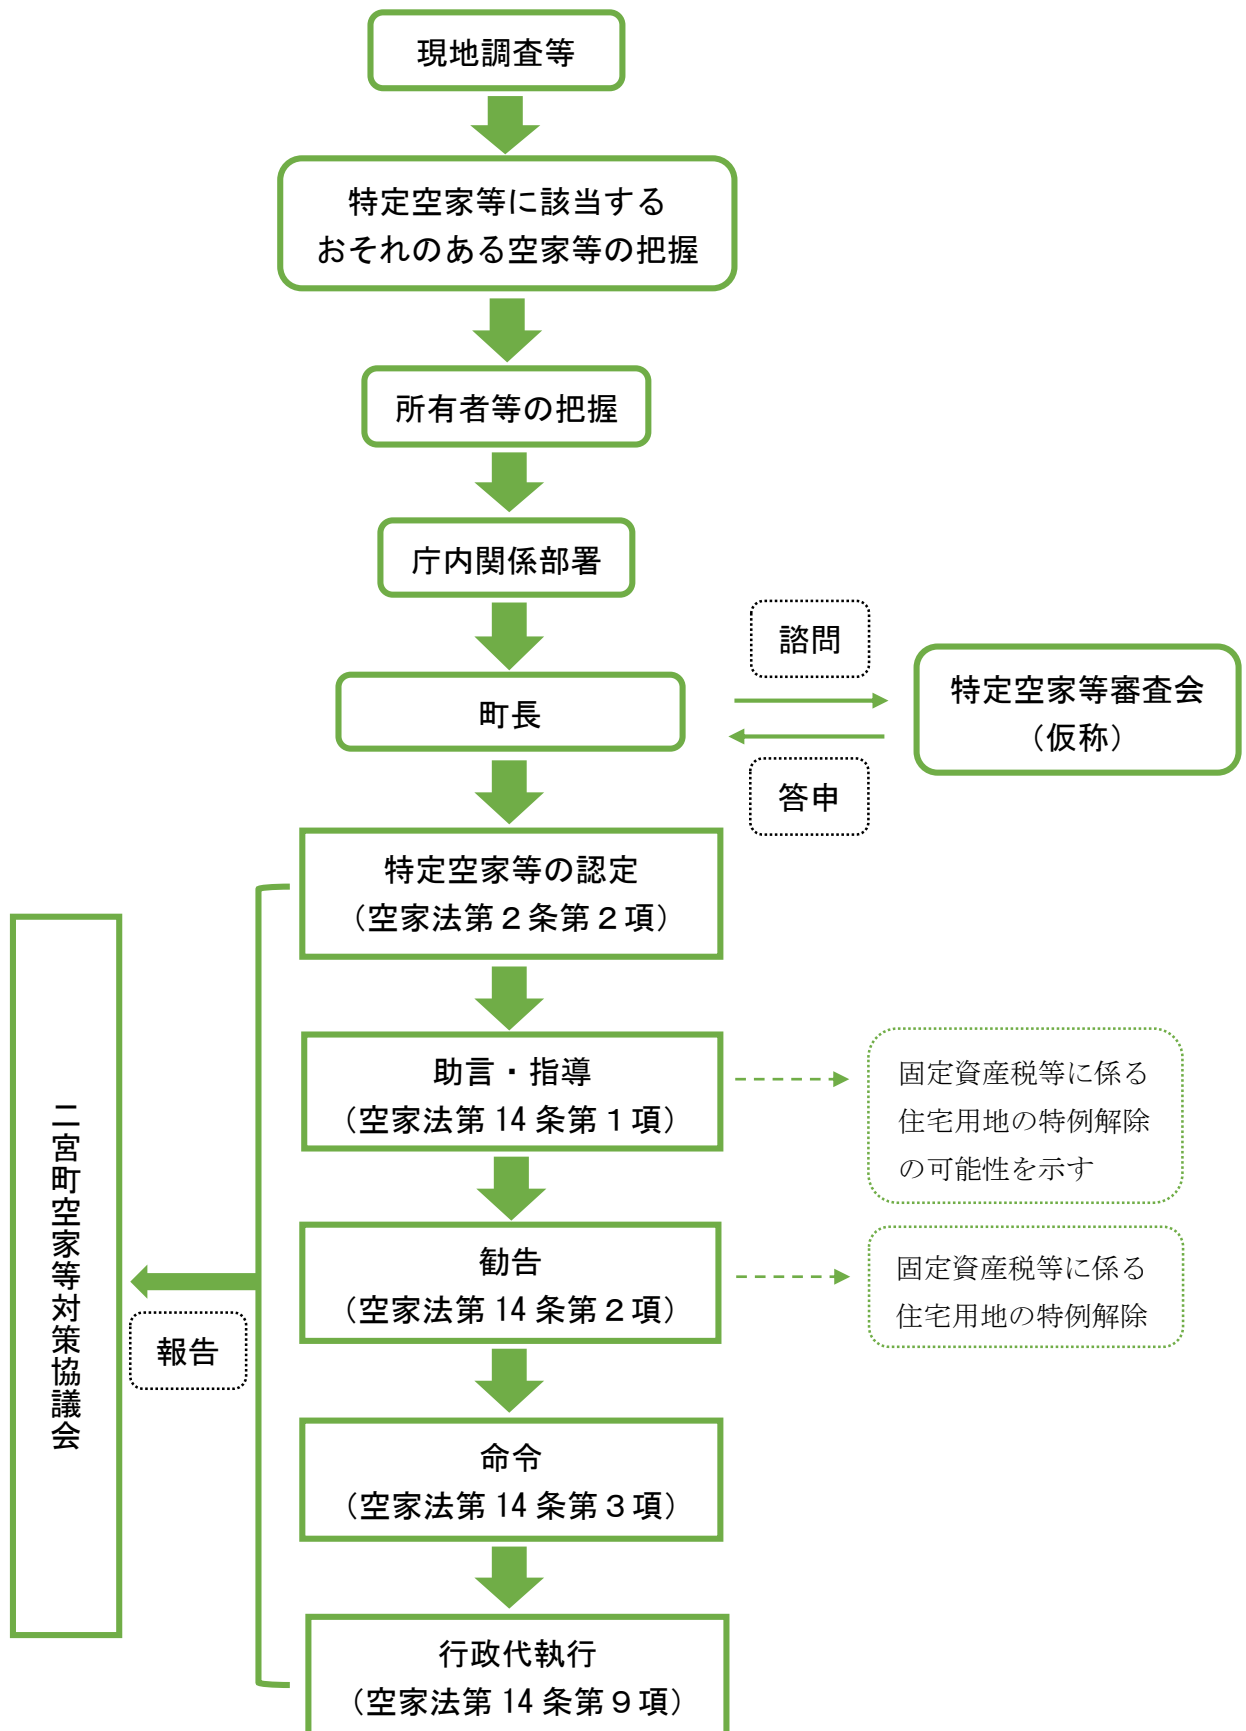 現地調査等
特定空家等に該当する
おそれのある空家等の把握
所有者等の把握
庁内関係部署
町長
諮問
答申
特定空家等審査会
（仮称）
特定空家等の認定
（空家法第２条第２項）
助言・指導
（空家法第 14 条第１項）
固定資産税等に係る
住宅用地の特例解除
の可能性を示す
勧告
（空家法第 14 条第２項）
固定資産税等に係る
住宅用地の特例解除
命令
（空家法第 14 条第３項）
行政代執行
（空家法第 14 条第９項）
報告
二宮町空家等対策協議会